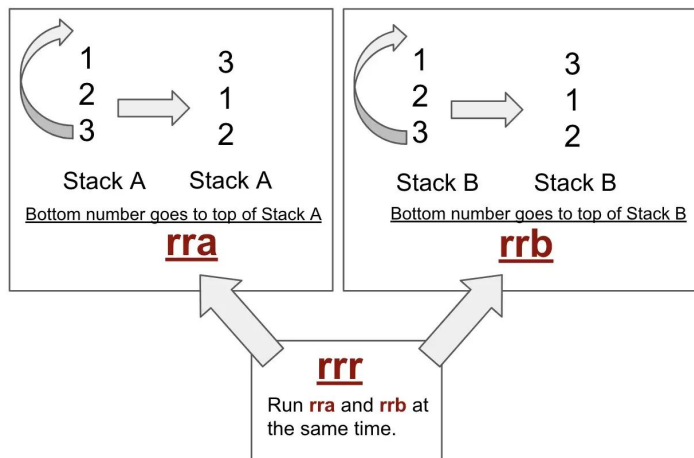 1 3
2 1
3 2
Stack A Stack A
Bottom number goes to top of Stack A
rra
1 3
2 1
3 2
Stack B Stack B
Bottom number goes to top of Stack B
rrb
rrr
Run rra and rrb at
the same time.